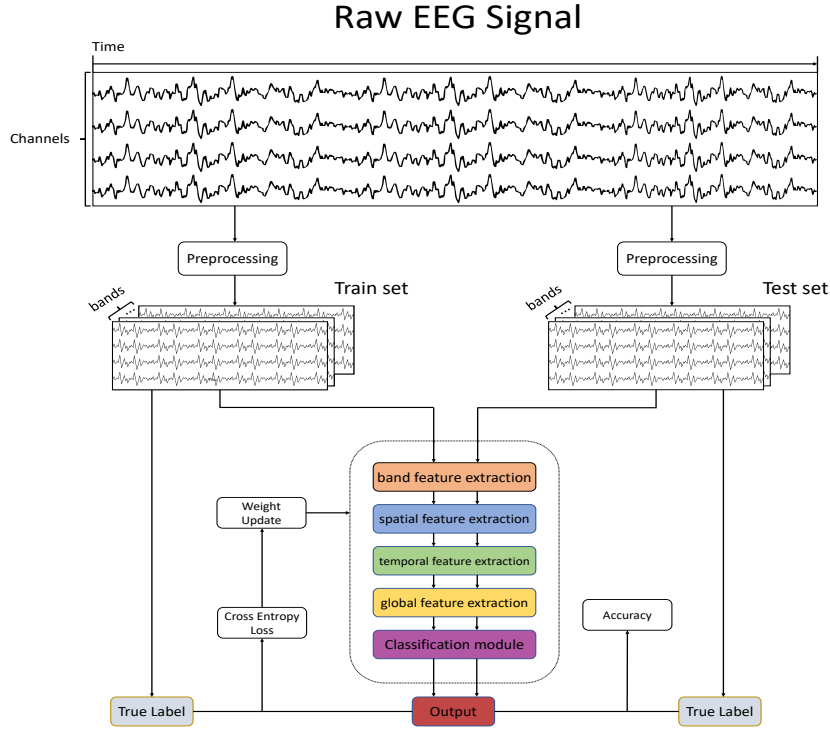 Raw EEG Signal
Time
Channels
Preprocessing
Preprocessing
Train set
Test set
bands
...
bands
...
band feature extraction
Weight
Update
spatial feature extraction
temporal feature extraction
global feature extraction
Cross Entropy
Loss
Accuracy
Classification module
True Label
Output
True Label